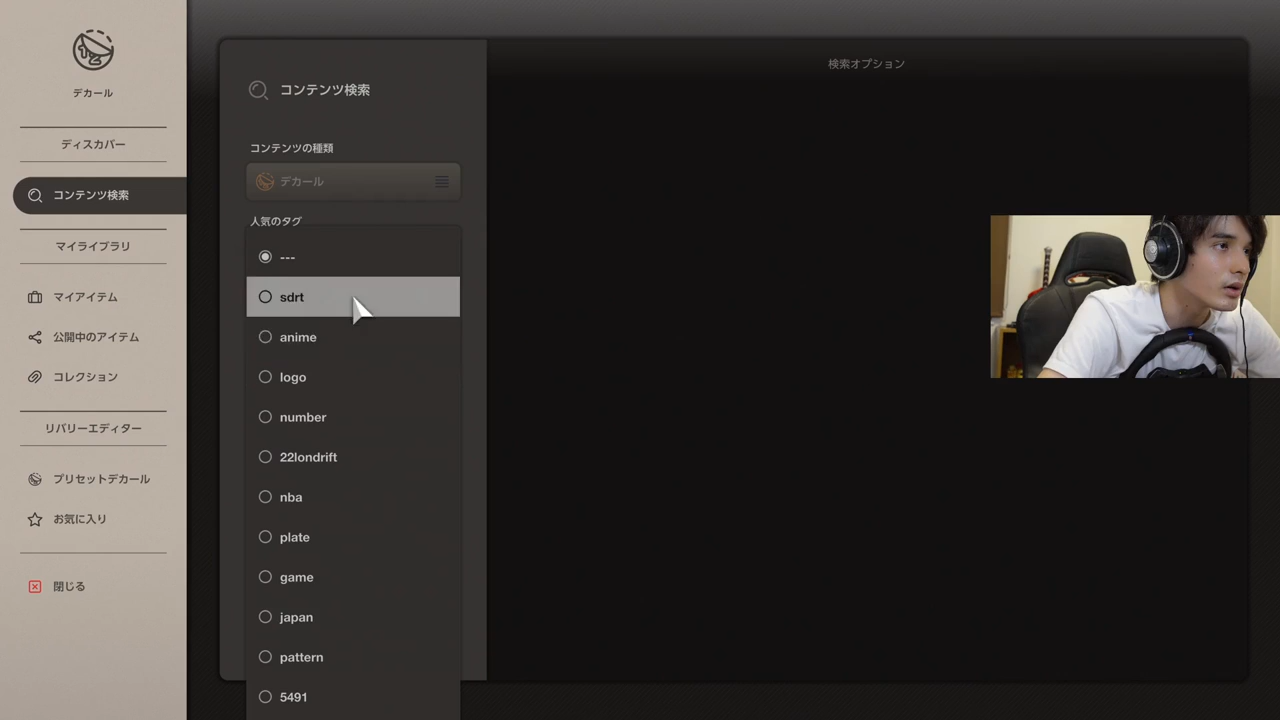 デカール
ディスカバー
コンテンツ検索
マイライブラリ
マイアイテム
公開中のアイテム
コレクション
リバリーエディター
プリセットデカール
お気に入り
閉じる
コンテンツ検索
コンテンツの種類
デカール
人気のタグ
---
sdrt
anime
logo
number
22londrift
nba
plate
game
japan
pattern
5491
検索オプション